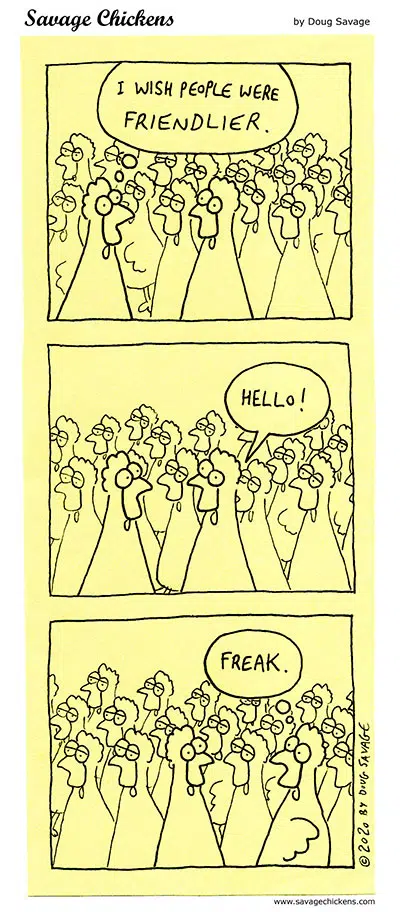 Savage Chickens
by Doug Savage
I WISH PEOPLE WERE
FRIENDLIER.
HELLO!
FREAK.
© 2020 BY DOUG SAVAGE
www.savagechickens.com